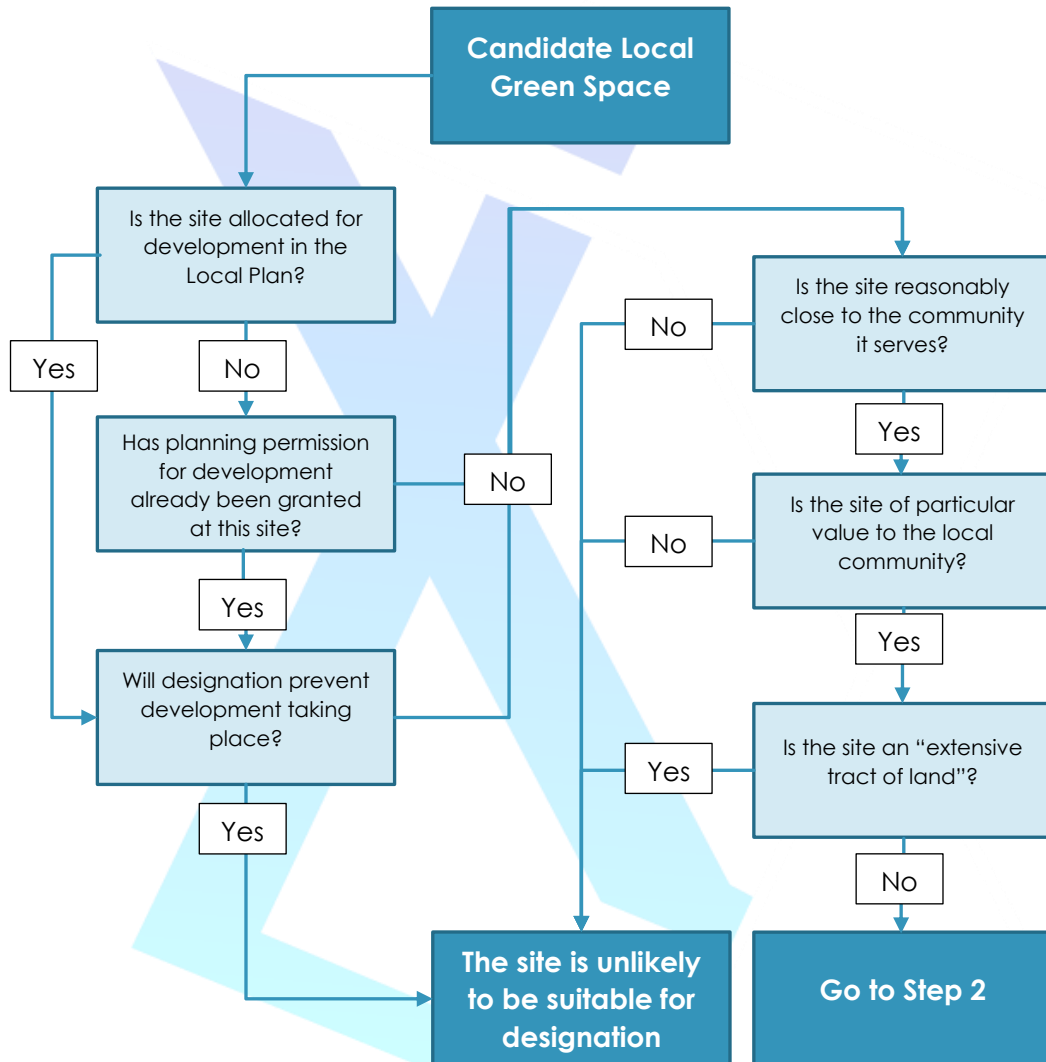 Candidate Local
Green Space
Is the site allocated for
development in the
Local Plan?
Yes
No
Has planning permission
for development
already been granted
at this site?
No
Yes
Will designation prevent
development taking
place?
Yes
Is the site reasonably
close to the community
it serves?
No
Yes
Is the site of particular
value to the local
community?
No
Yes
Is the site an “extensive
tract of land”?
Yes
No
The site is unlikely
to be suitable for
designation
Go to Step 2